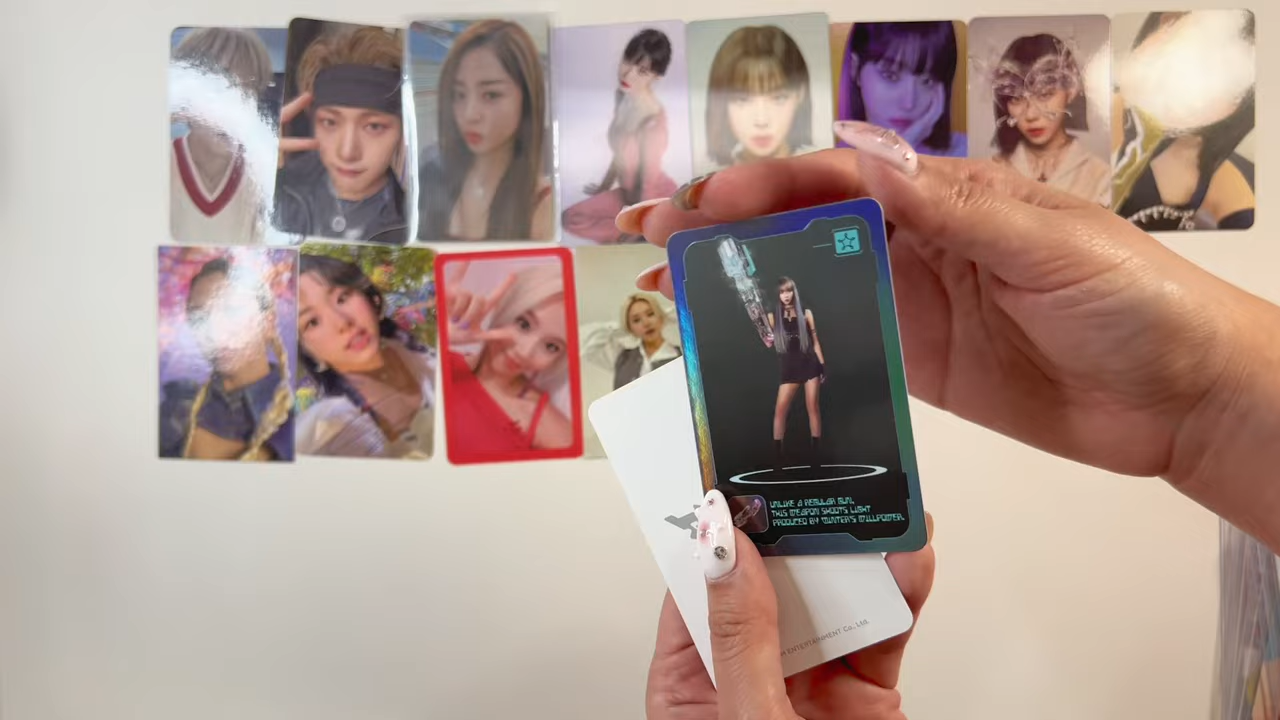 UNLIKE A REGULAR GUN,
THIS WEAPON SHOOTS LIGHT
PRODUCED BY WINTER'S WILLPOWER.
ENTERTAINMENT Co., Ltd.